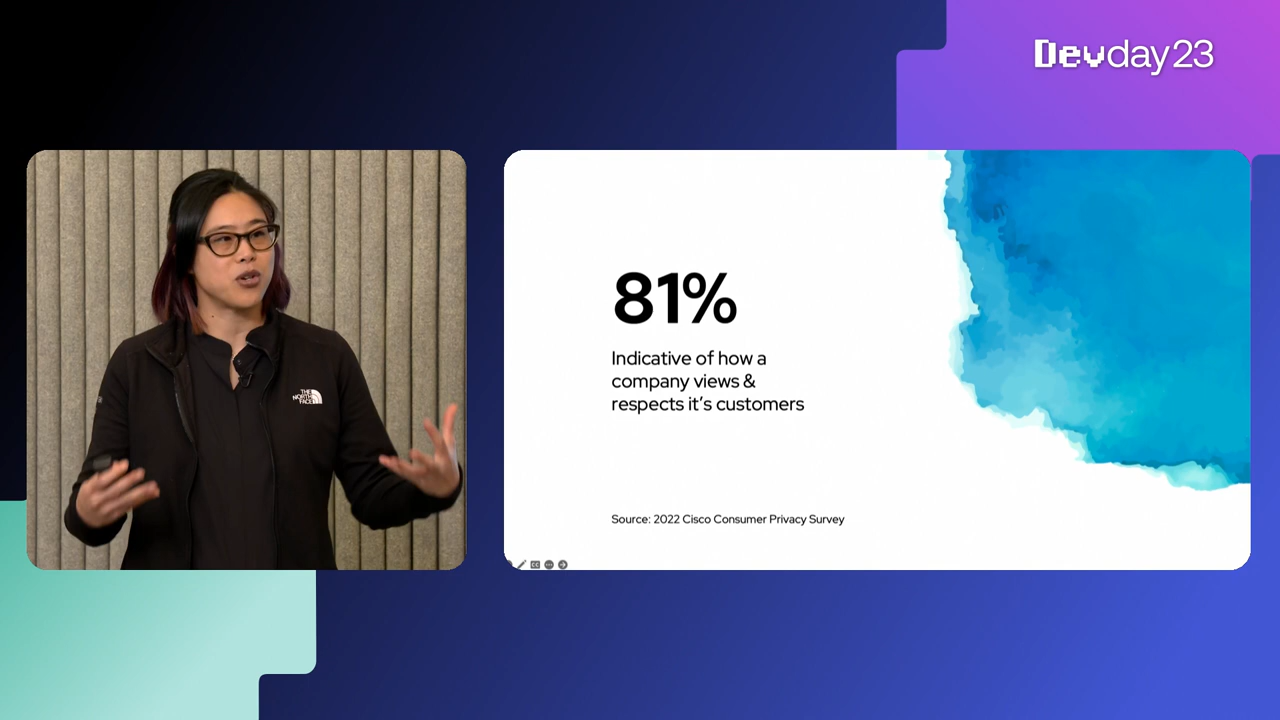 Devday23
THE
NORTH
FACE
81%
Indicative of how a
company views &
respects it’s customers
Source: 2022 Cisco Consumer Privacy Survey